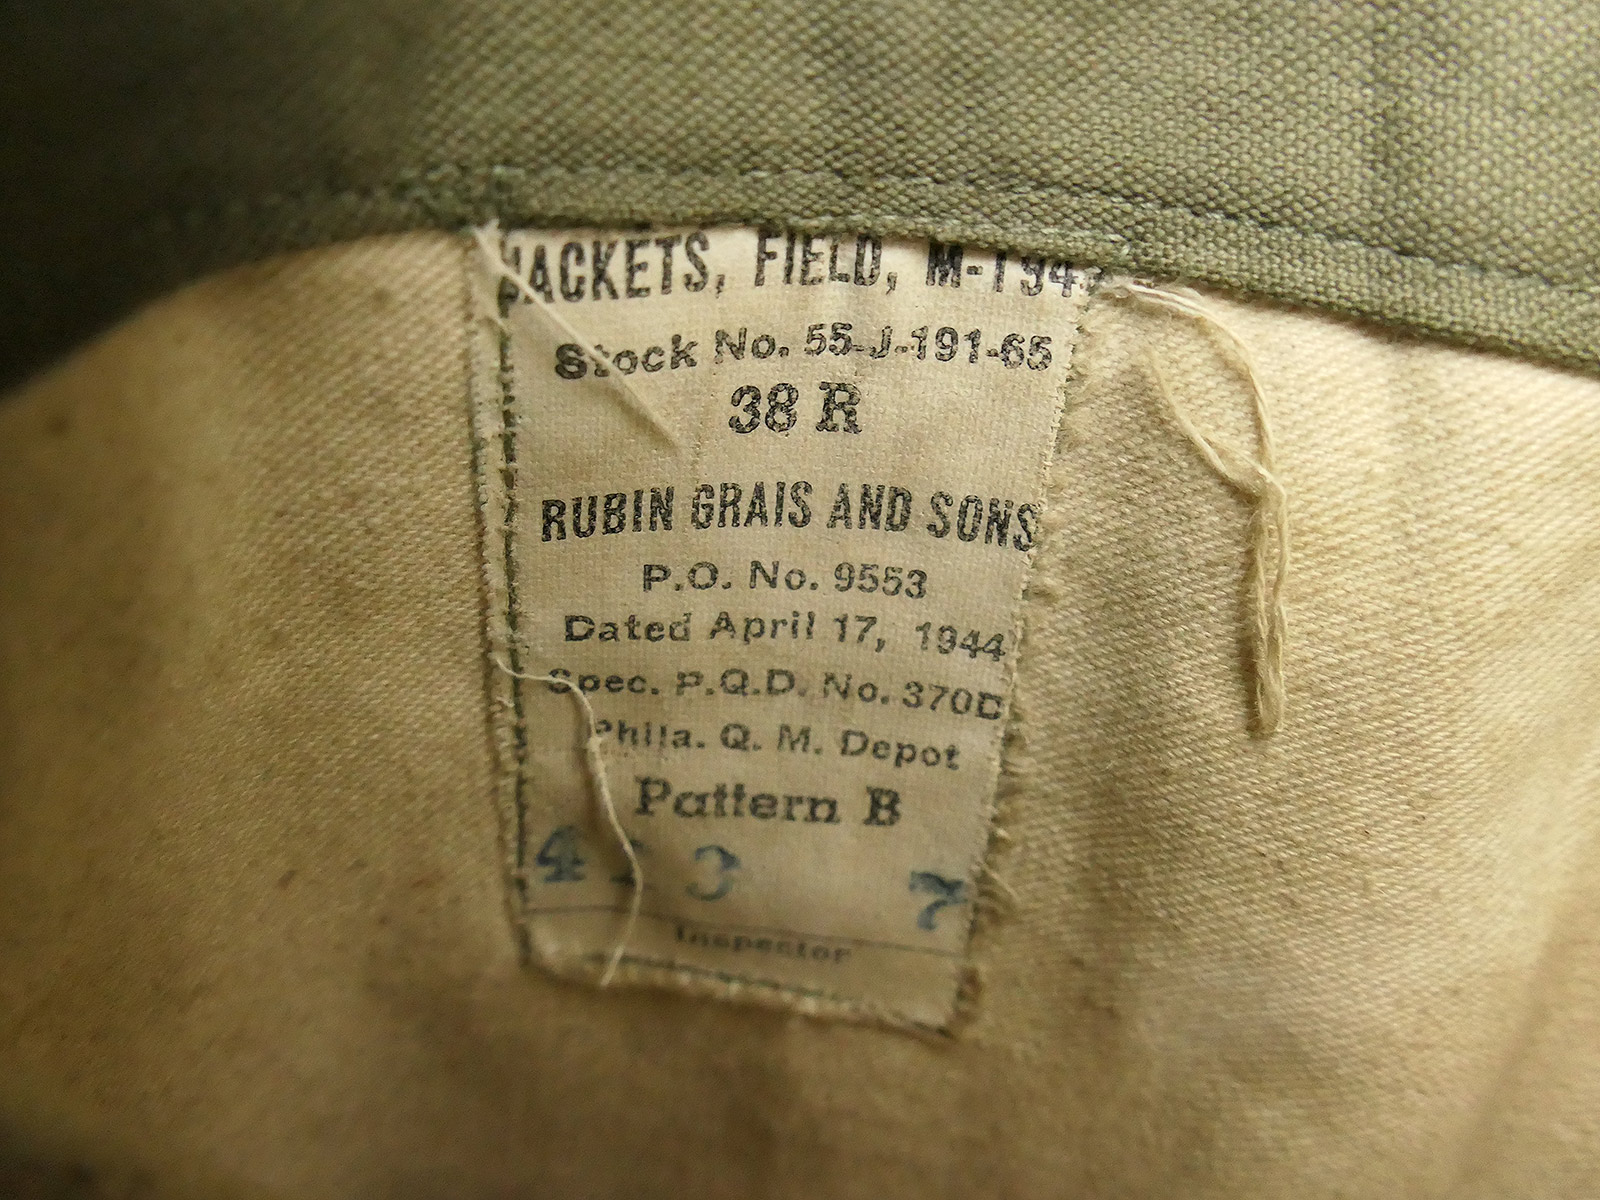 JACKETS, FIELD, M-1943
Stock No. 55-J-191-65
38 R
RUBIN GRAIS AND SONS
P.O. No. 9553
Dated April 17, 1944
Spec. P.Q.D. No. 370D
Phila. Q. M. Depot
Pattern B
7
Inspector